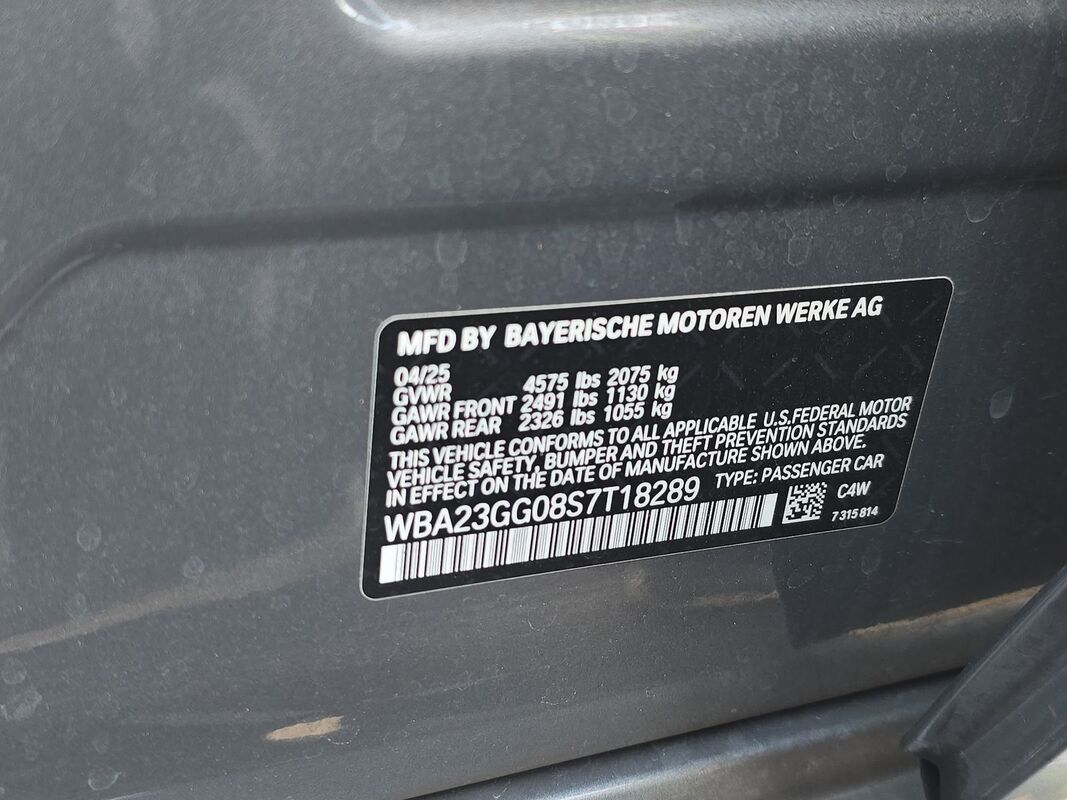 MFD BY BAYERISCHE MOTOREN WERKE AG
04/25
GVWR 4575 lbs 2075 kg
GAWR FRONT 2491 lbs 1130 kg
GAWR REAR 2326 lbs 1055 kg
THIS VEHICLE CONFORMS TO ALL APPLICABLE U.S.FEDERAL MOTOR
VEHICLE SAFETY, BUMPER AND THEFT PREVENTION STANDARDS
IN EFFECT ON THE DATE OF MANUFACTURE SHOWN ABOVE.
WBA23GG08S7T18289 TYPE: PASSENGER CAR
C4W
7 315 814